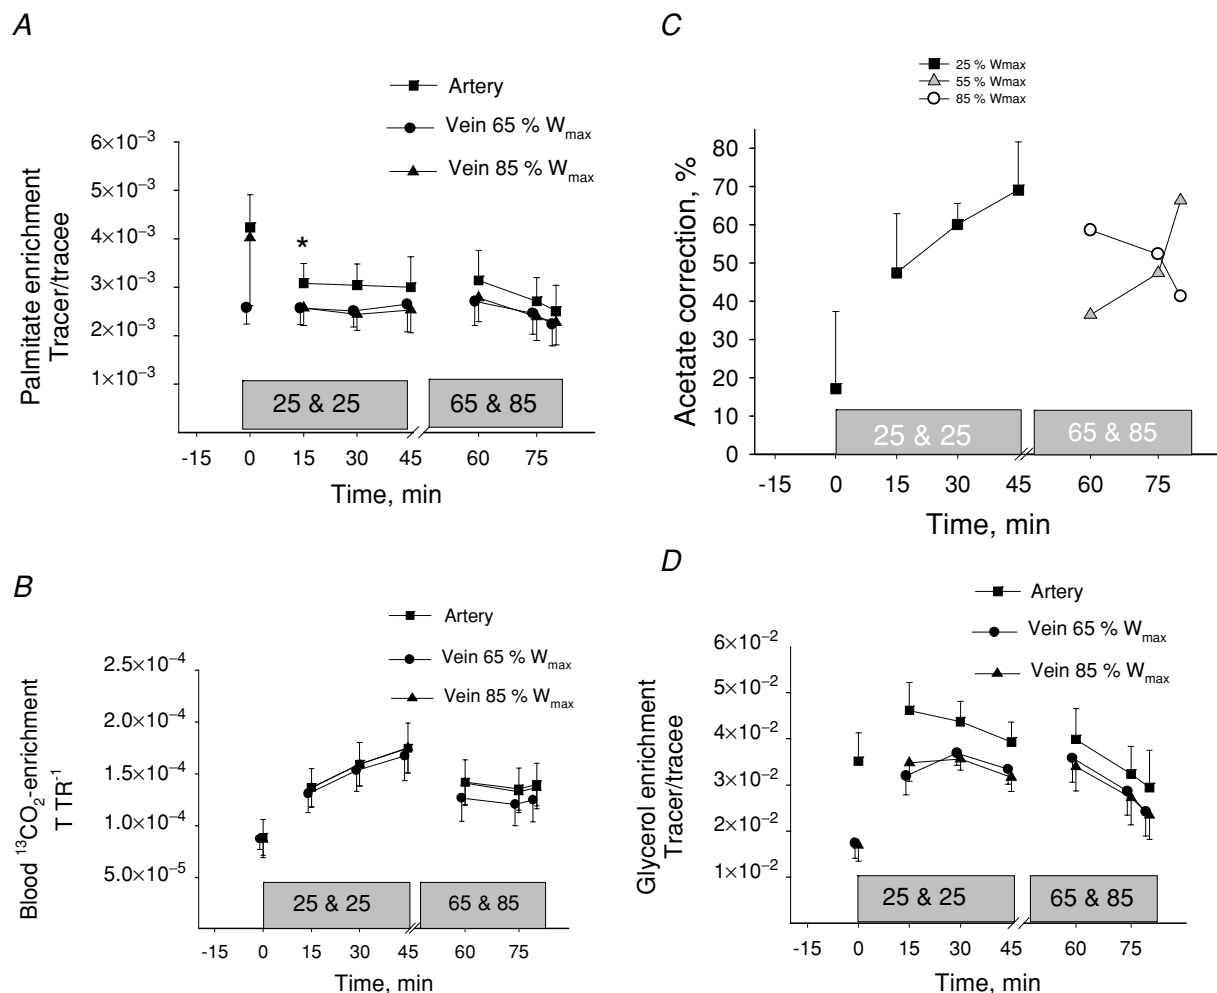 A
Artery
Vein 65 % Wmax
Vein 85 % Wmax
Palmitate enrichment
Tracer/tracee
6×10⁻³
5×10⁻³
4×10⁻³
3×10⁻³
2×10⁻³
1×10⁻³
*
25 & 25
65 & 85
-15 0 15 30 45 60 75
Time, min
C
25 % Wmax
55 % Wmax
85 % Wmax
Acetate correction, %
80
70
60
50
40
30
20
10
0
25 & 25
65 & 85
-15 0 15 30 45 60 75
Time, min
B
Artery
Vein 65 % Wmax
Vein 85 % Wmax
Blood ¹³CO₂-enrichment
T TR⁻¹
2.5×10⁻⁴
2.0×10⁻⁴
1.5×10⁻⁴
1.0×10⁻⁴
5.0×10⁻⁵
25 & 25
65 & 85
-15 0 15 30 45 60 75
Time, min
D
Artery
Vein 65 % Wmax
Vein 85 % Wmax
Glycerol enrichment
Tracer/tracee
6×10⁻²
5×10⁻²
4×10⁻²
3×10⁻²
2×10⁻²
1×10⁻²
25 & 25
65 & 85
-15 0 15 30 45 60 75
Time, min